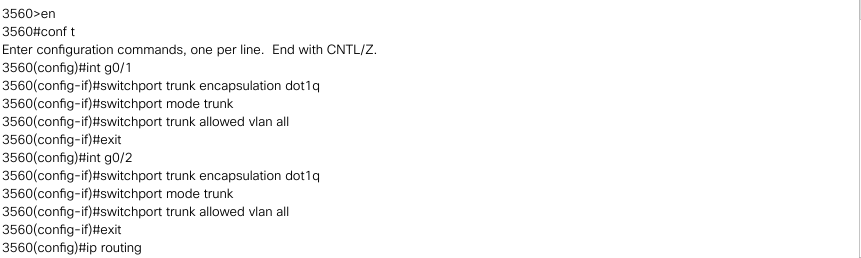 3560>en
3560#conf t
Enter configuration commands, one per line.  End with CNTL/Z.
3560(config)#int g0/1
3560(config-if)#switchport trunk encapsulation dot1q
3560(config-if)#switchport mode trunk
3560(config-if)#switchport trunk allowed vlan all
3560(config-if)#exit
3560(config)#int g0/2
3560(config-if)#switchport trunk encapsulation dot1q
3560(config-if)#switchport mode trunk
3560(config-if)#switchport trunk allowed vlan all
3560(config-if)#exit
3560(config)#ip routing